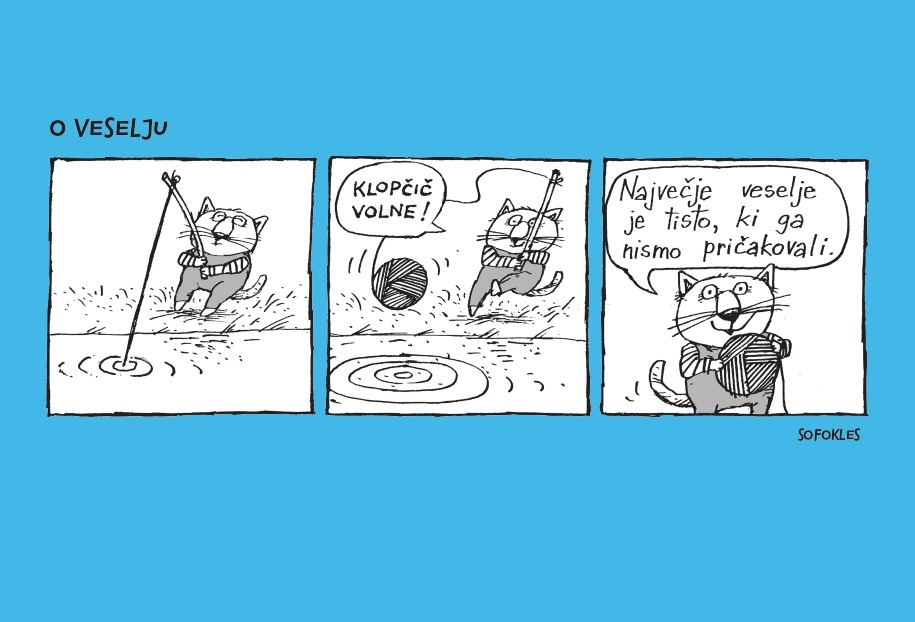 O VESELJU
KLOPČIČ
VOLNE!
Največje veselje
je tisto, ki ga
nismo pričakovali.
SOFOKLES